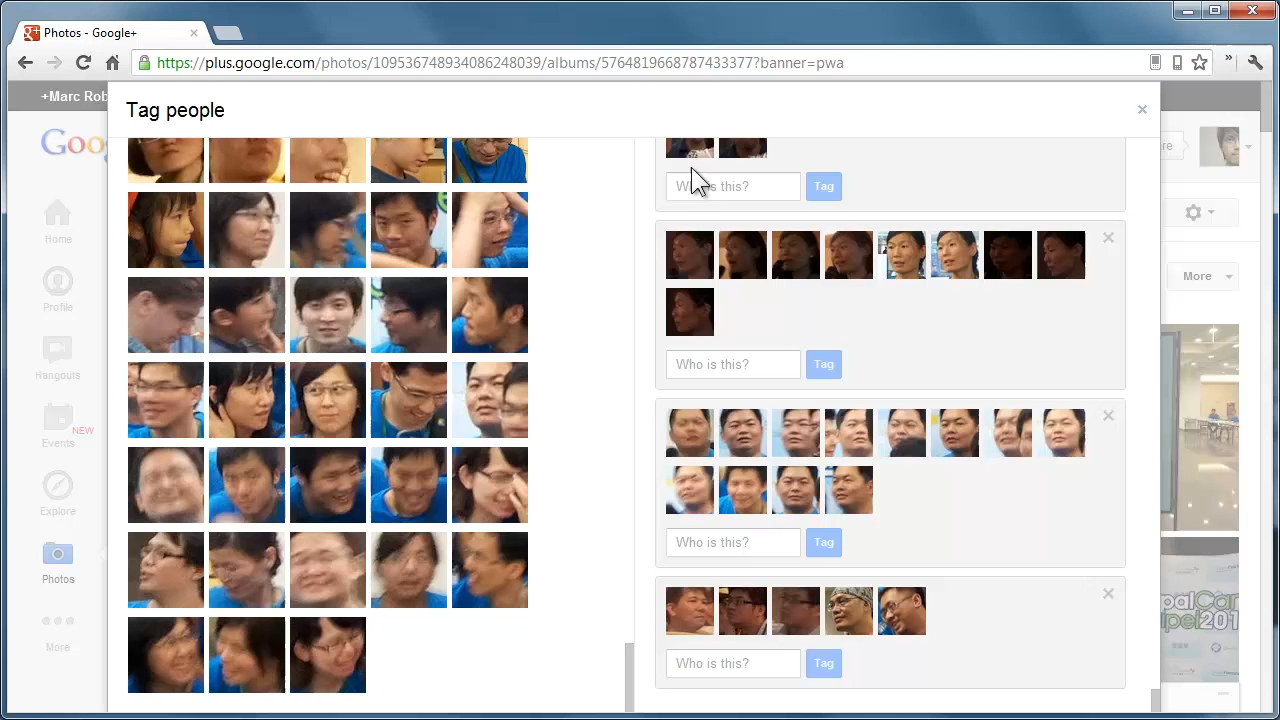 Photos - Google+
https://plus.google.com/photos/109536748934086248039/albums/5764819668787433377?banner=pwa
+Marc Rob
Tag people
Goog
re
Who is this?
Tag
Home
Profile
More
Who is this?
Tag
Hangouts
Events
NEW
Explore
Who is this?
Tag
Photos
More
Who is this?
Tag